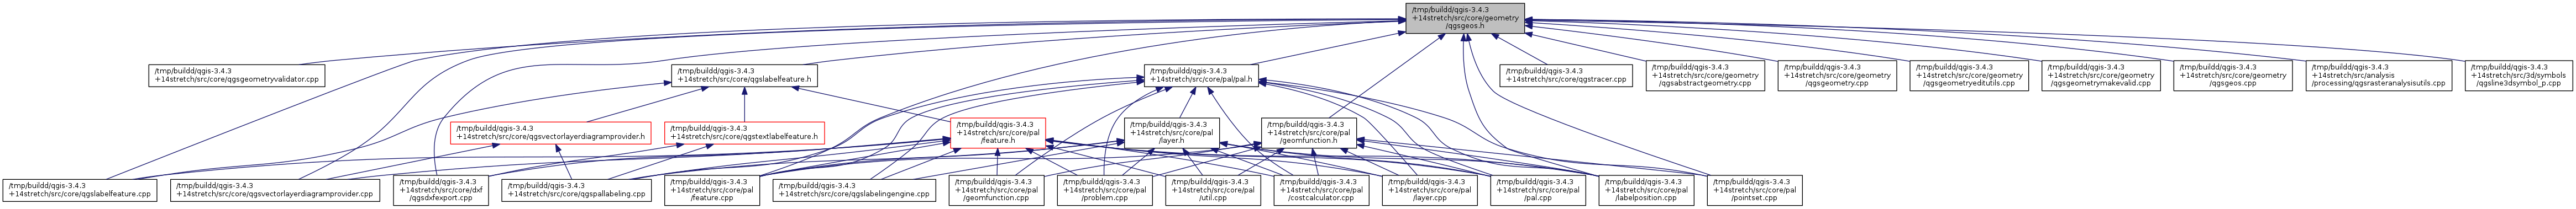 /tmp/buildd/qgis-3.4.3
+14stretch/src/core/geometry
/qgsgeos.h
/tmp/buildd/qgis-3.4.3
+14stretch/src/core/qgsgeometryvalidator.cpp
/tmp/buildd/qgis-3.4.3
+14stretch/src/core/qgslabelfeature.h
/tmp/buildd/qgis-3.4.3
+14stretch/src/core/pal/pal.h
/tmp/buildd/qgis-3.4.3
+14stretch/src/core/qgstracer.cpp
/tmp/buildd/qgis-3.4.3
+14stretch/src/core/geometry
/qgsabstractgeometry.cpp
/tmp/buildd/qgis-3.4.3
+14stretch/src/core/geometry
/qgsgeometry.cpp
/tmp/buildd/qgis-3.4.3
+14stretch/src/core/geometry
/qgsgeometryeditutils.cpp
/tmp/buildd/qgis-3.4.3
+14stretch/src/core/geometry
/qgsgeometrymakevalid.cpp
/tmp/buildd/qgis-3.4.3
+14stretch/src/core/geometry
/qgsgeos.cpp
/tmp/buildd/qgis-3.4.3
+14stretch/src/analysis
/processing/qgsrasteranalysisutils.cpp
/tmp/buildd/qgis-3.4.3
+14stretch/src/3d/symbols
/qgsline3dsymbol_p.cpp
/tmp/buildd/qgis-3.4.3
+14stretch/src/core/qgsvectorlayerdiagramprovider.h
/tmp/buildd/qgis-3.4.3
+14stretch/src/core/qgstextlabelfeature.h
/tmp/buildd/qgis-3.4.3
+14stretch/src/core/pal
/feature.h
/tmp/buildd/qgis-3.4.3
+14stretch/src/core/pal
/layer.h
/tmp/buildd/qgis-3.4.3
+14stretch/src/core/pal
/geomfunction.h
/tmp/buildd/qgis-3.4.3
+14stretch/src/core/qgslabelfeature.cpp
/tmp/buildd/qgis-3.4.3
+14stretch/src/core/qgsvectorlayerdiagramprovider.cpp
/tmp/buildd/qgis-3.4.3
+14stretch/src/core/dxf
/qgsdxfexport.cpp
/tmp/buildd/qgis-3.4.3
+14stretch/src/core/qgspallabeling.cpp
/tmp/buildd/qgis-3.4.3
+14stretch/src/core/pal
/feature.cpp
/tmp/buildd/qgis-3.4.3
+14stretch/src/core/qgslabelingengine.cpp
/tmp/buildd/qgis-3.4.3
+14stretch/src/core/pal
/geomfunction.cpp
/tmp/buildd/qgis-3.4.3
+14stretch/src/core/pal
/problem.cpp
/tmp/buildd/qgis-3.4.3
+14stretch/src/core/pal
/util.cpp
/tmp/buildd/qgis-3.4.3
+14stretch/src/core/pal
/costcalculator.cpp
/tmp/buildd/qgis-3.4.3
+14stretch/src/core/pal
/layer.cpp
/tmp/buildd/qgis-3.4.3
+14stretch/src/core/pal
/pal.cpp
/tmp/buildd/qgis-3.4.3
+14stretch/src/core/pal
/labelposition.cpp
/tmp/buildd/qgis-3.4.3
+14stretch/src/core/pal
/pointset.cpp